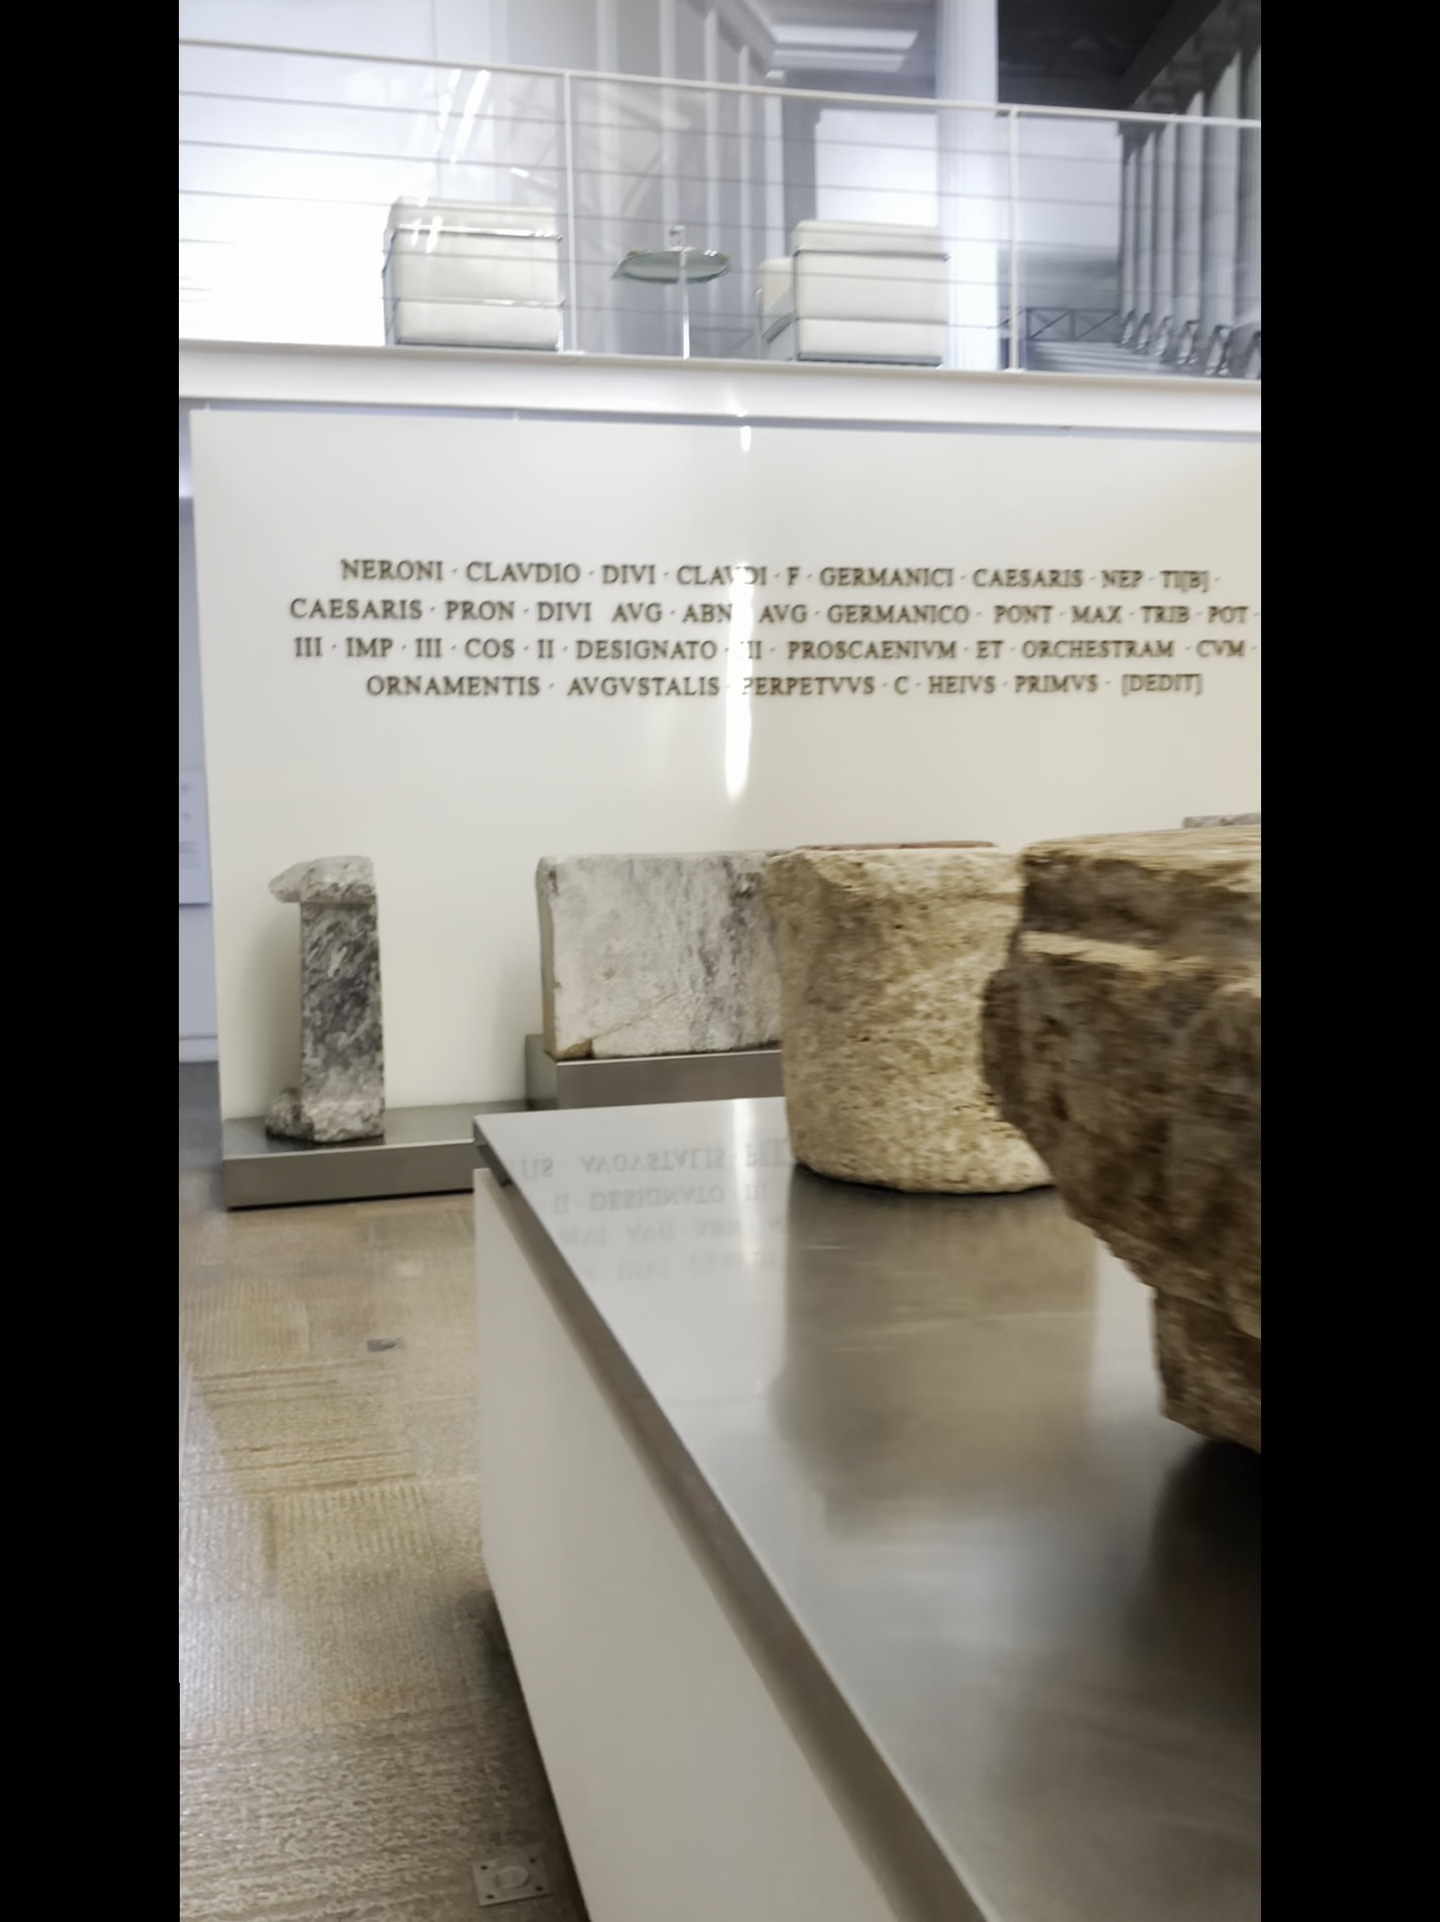 NERONI · CLAVDIO · DIVI · CLAVDI · F · GERMANICI · CAESARIS · NEP · TI[B] ·
CAESARIS · PRON · DIVI AVG · ABN AVG · GERMANICO · PONT · MAX · TRIB · POT ·
III · IMP · III · COS · II · DESIGNATO · III · PROSCAENIVM · ET · ORCHESTRAM · CVM ·
ORNAMENTIS · AVGVSTALIS · PERPETVVS · C · HEIVS · PRIMVS · [DEDIT]